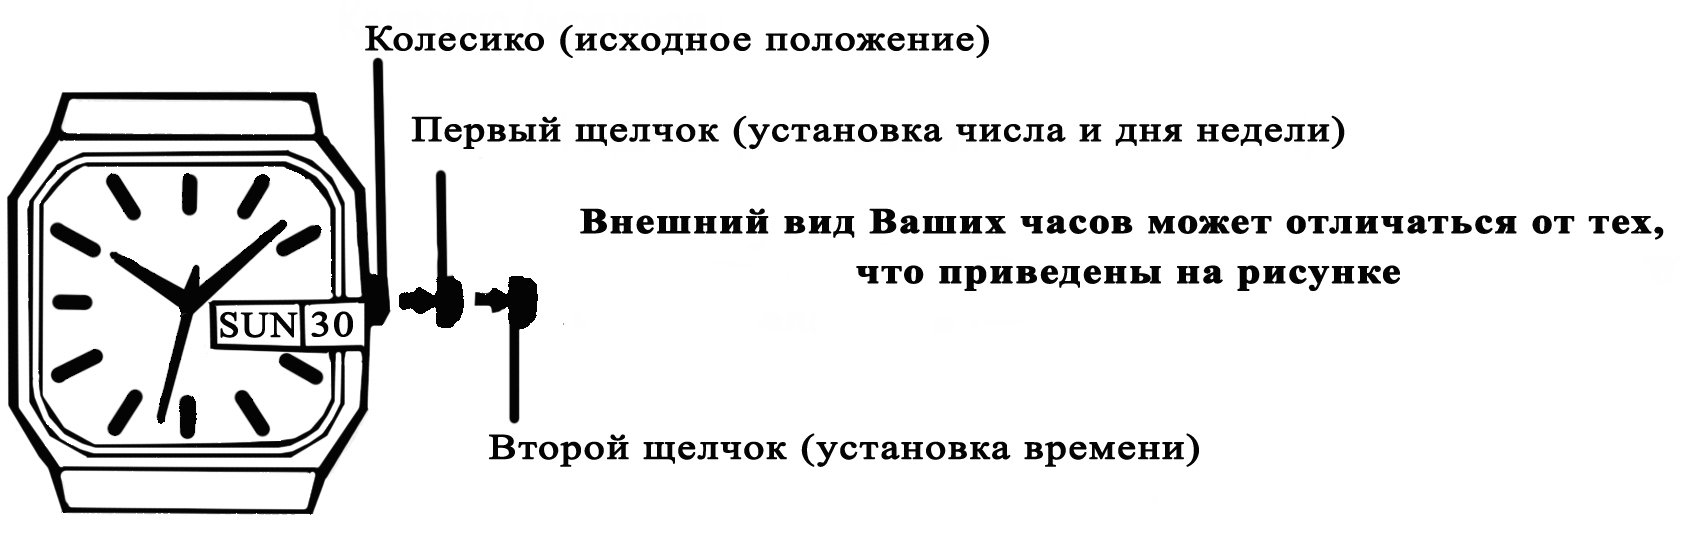 Колесико (исходное положение)
Первый щелчок (установка числа и дня недели)
Внешний вид Ваших часов может отличаться от тех,
что приведены на рисунке
SUN 30
Второй щелчок (установка времени)